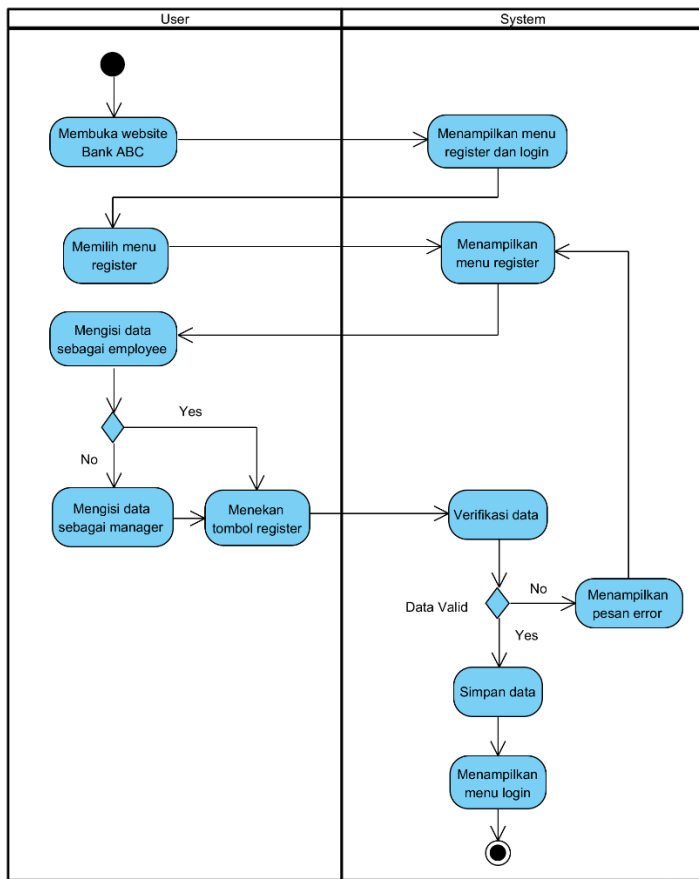 User
System
Membuka website
Bank ABC
Menampilkan menu
register dan login
Memilih menu
register
Menampilkan
menu register
Mengisi data
sebagai employee
Yes
No
Mengisi data
sebagai manager
Menekan
tombol register
Verifikasi data
Data Valid
No
Menampilkan
pesan error
Yes
Simpan data
Menampilkan
menu login